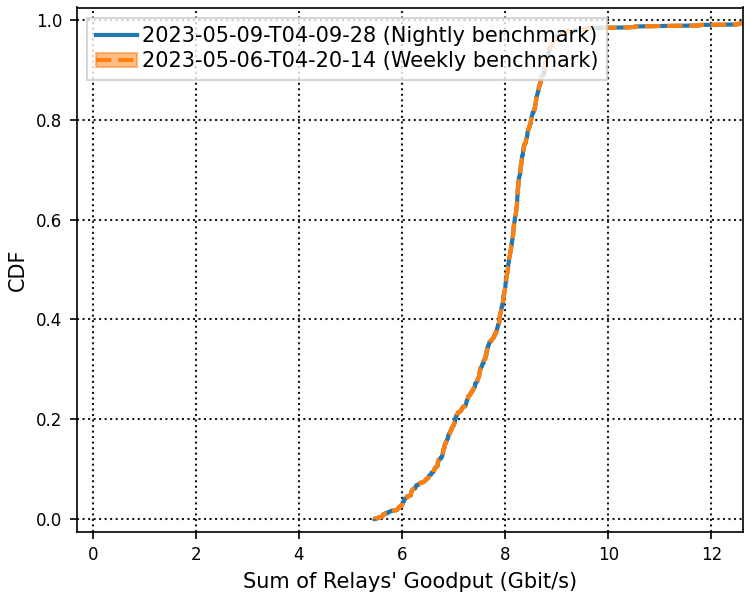 2023-05-09-T04-09-28 (Nightly benchmark)
2023-05-06-T04-20-14 (Weekly benchmark)
1.0
0.8
0.6
0.4
0.2
0.0
CDF
0 2 4 6 8 10 12
Sum of Relays' Goodput (Gbit/s)